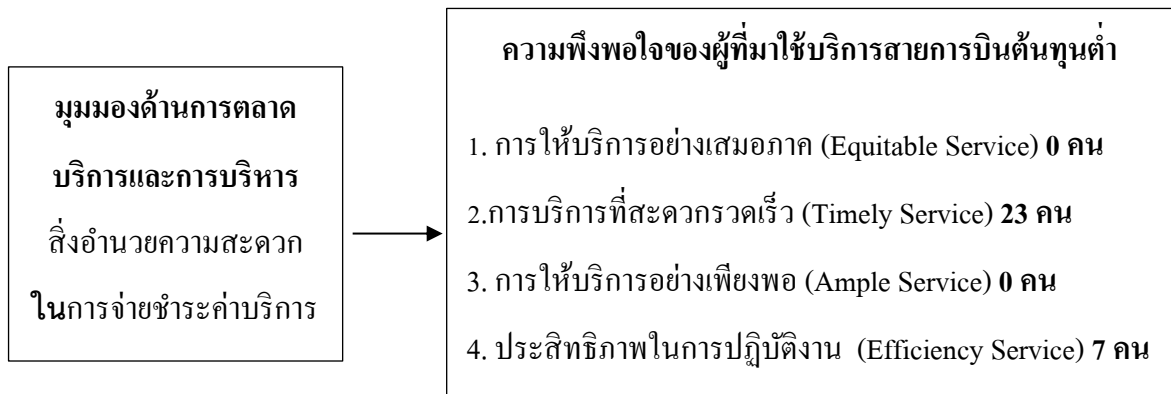 มุมมองด้านการตลาด
บริการและการบริหาร
สิ่งอำนวยความสะดวก
ในการจ่ายชำระค่าบริการ
ความพึงพอใจของผู้ที่มาใช้บริการสายการบินต้นทุนต่ำ
1. การให้บริการอย่างเสมอภาค (Equitable Service) 0 คน
2.การบริการที่สะดวกรวดเร็ว (Timely Service) 23 คน
3. การให้บริการอย่างเพียงพอ (Ample Service) 0 คน
4. ประสิทธิภาพในการปฏิบัติงาน (Efficiency Service) 7 คน